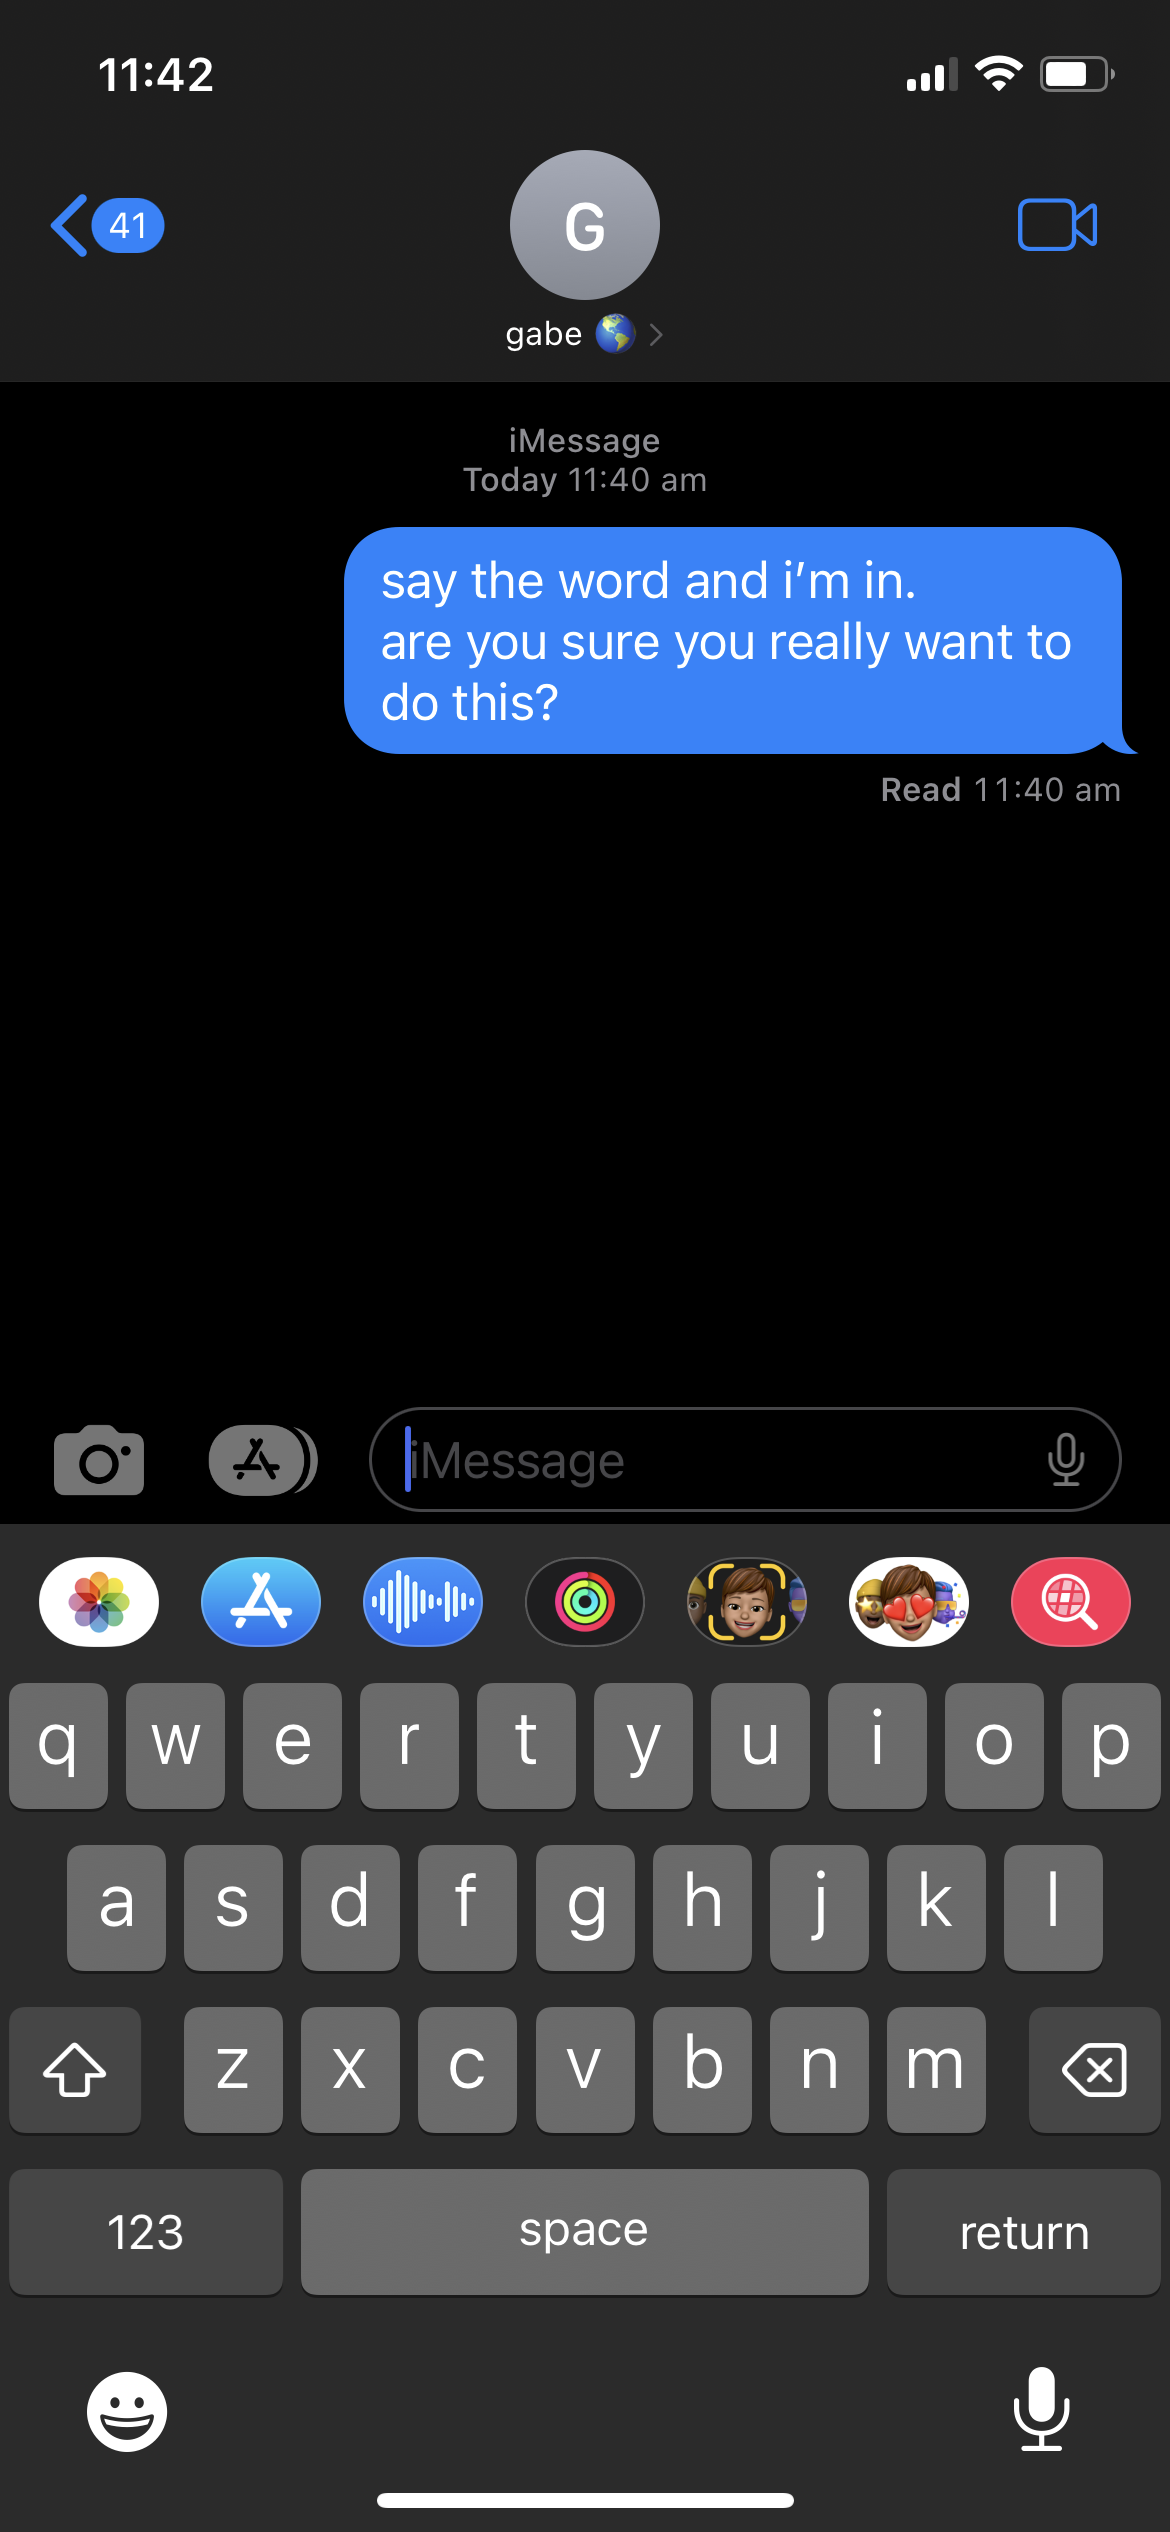 11:42
41
G
gabe 🌎
iMessage
Today 11:40 am
say the word and i’m in.
are you sure you really want to
do this?
Read 11:40 am
iMessage
q w e r t y u i o p
a s d f g h j k l
z x c v b n m
123 space return